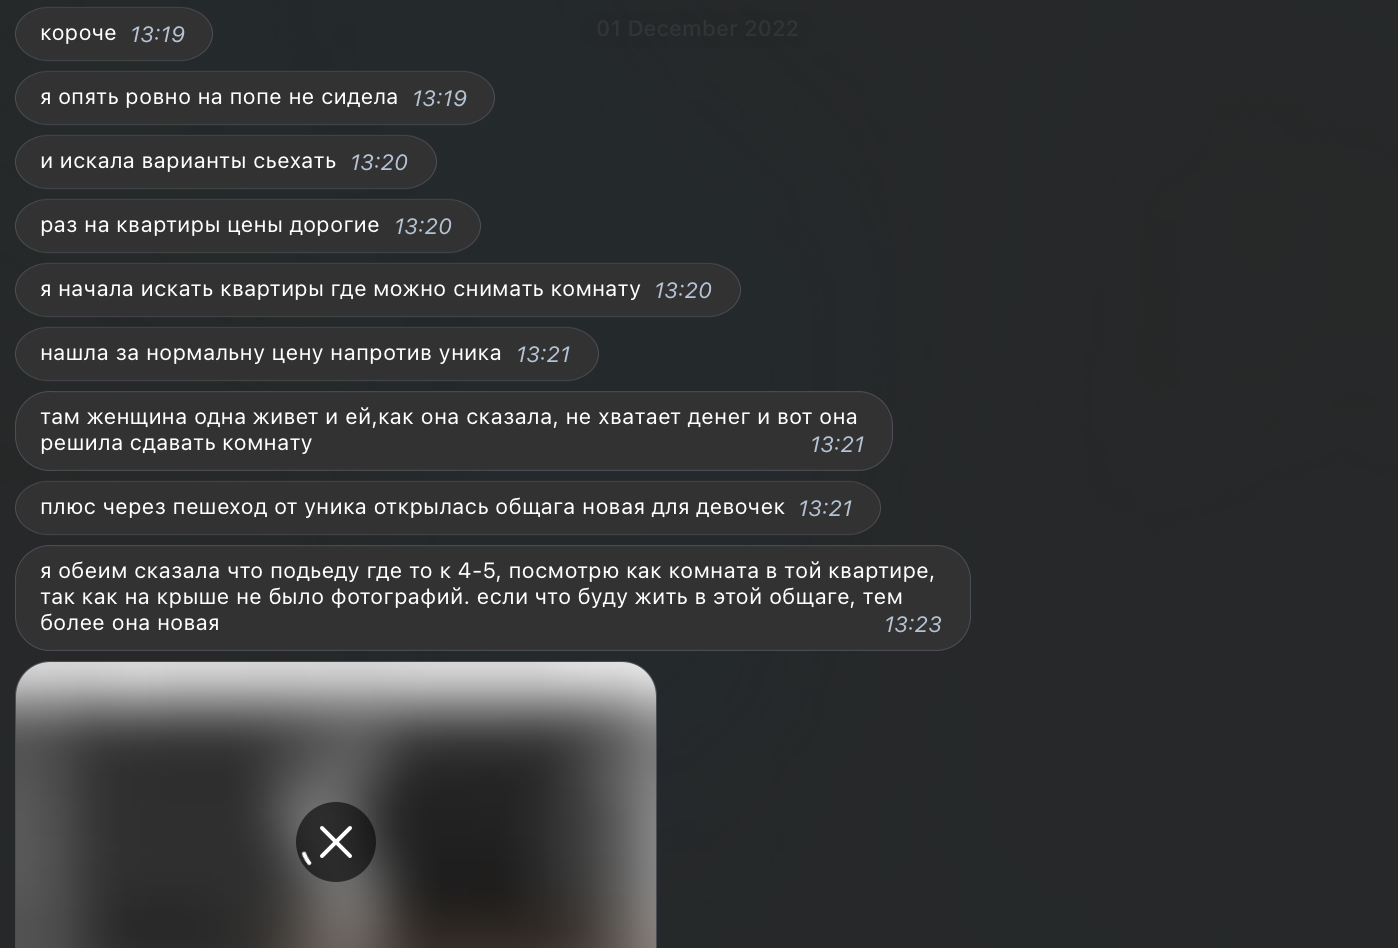 01 December 2022
короче 13:19
я опять ровно на попе не сидела 13:19
и искала варианты сьехать 13:20
раз на квартиры цены дорогие 13:20
я начала искать квартиры где можно снимать комнату 13:20
нашла за нормальну цену напротив уника 13:21
там женщина одна живет и ей,как она сказала, не хватает денег и вот она
решила сдавать комнату 13:21
плюс через пешеход от уника открылась общага новая для девочек 13:21
я обеим сказала что подьеду где то к 4-5, посмотрю как комната в той квартире,
так как на крыше не было фотографий. если что буду жить в этой общаге, тем
более она новая 13:23